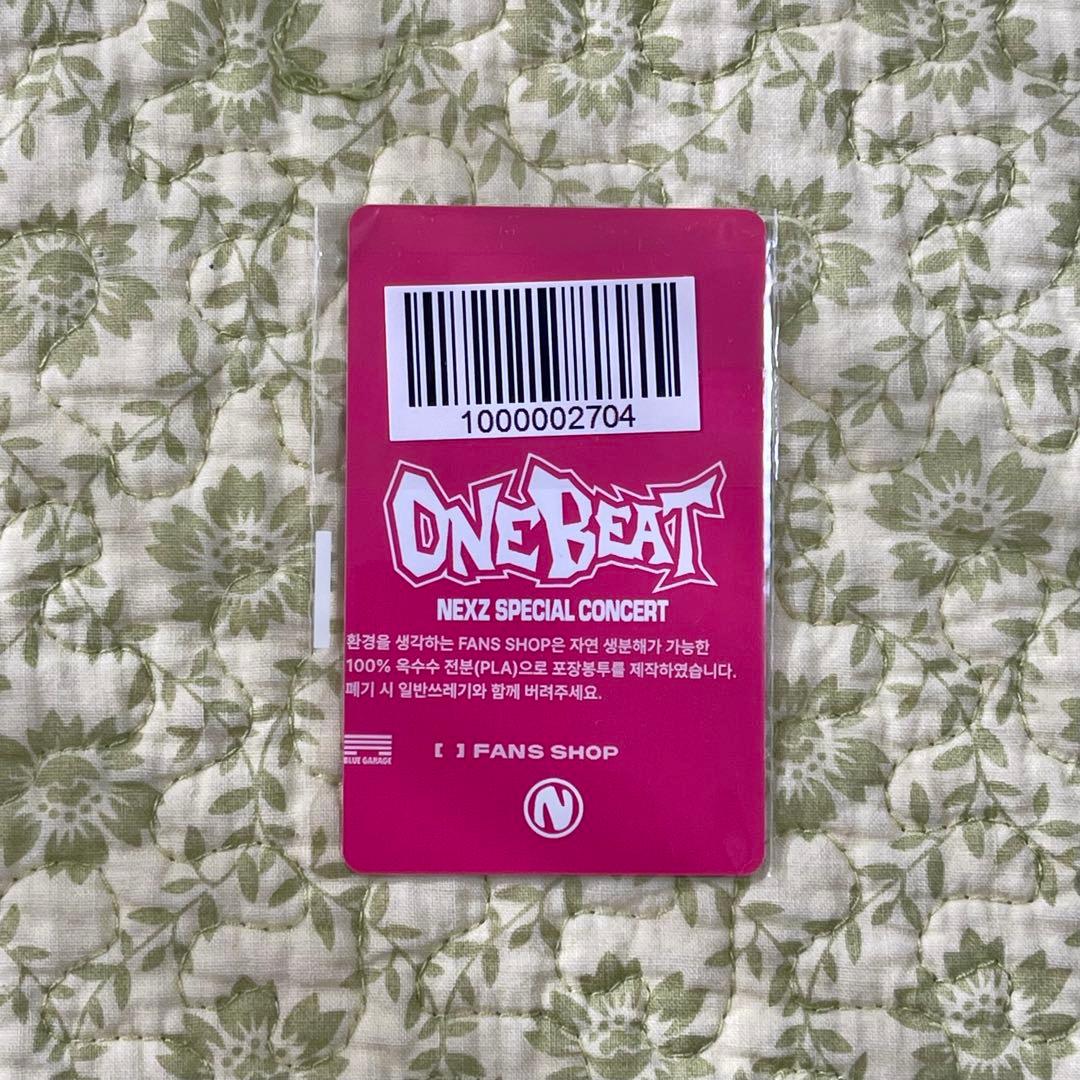 1000002704
ONE BEAT
NEXZ SPECIAL CONCERT
환경을 생각하는 FANS SHOP은 자연 생분해가 가능한
100% 옥수수 전분(PLA)으로 포장봉투를 제작하였습니다.
폐기 시 일반쓰레기와 함께 버려주세요.
BLUE GARAGE
[ ] FANS SHOP
N